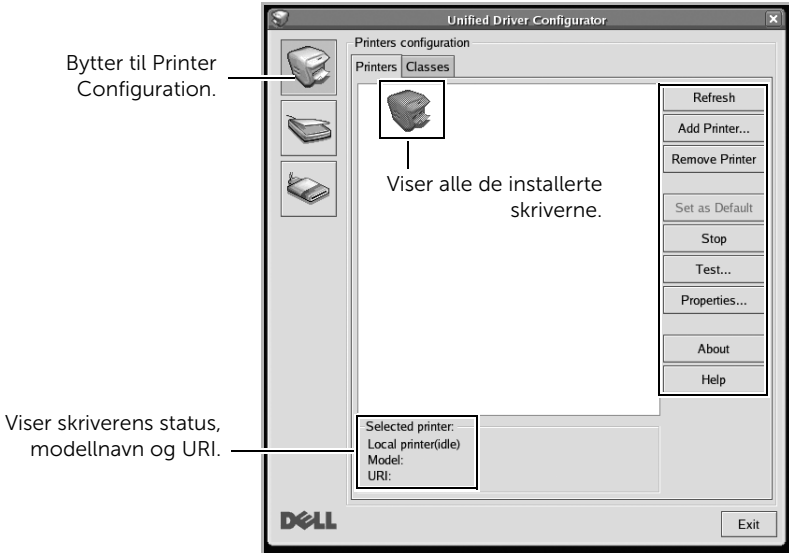 Unified Driver Configurator
Bytter til Printer
Configuration.
Printers configuration
Printers Classes
Viser alle de installerte
skriverne.
Refresh
Add Printer...
Remove Printer
Set as Default
Stop
Test...
Properties...
About
Help
Viser skriverens status,
modellnavn og URI.
Selected printer:
Local printer(idle)
Model:
URI:
DELL
Exit